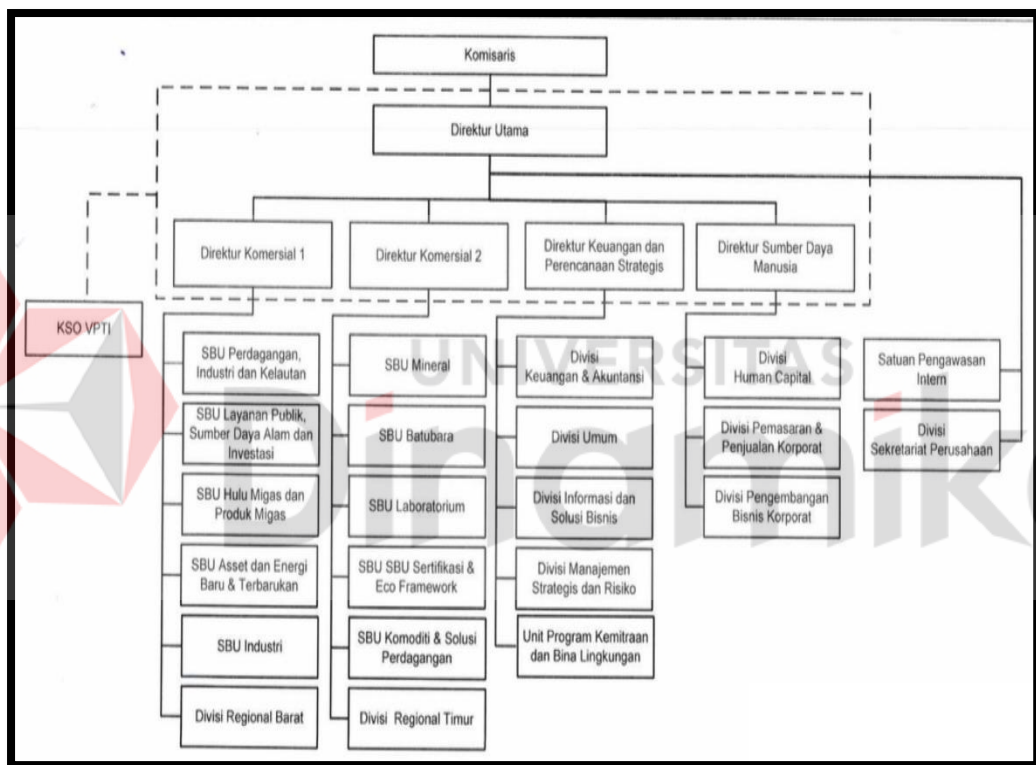 Komisaris
Direktur Utama
Direktur Komersial 1
Direktur Komersial 2
Direktur Keuangan dan
Perencanaan Strategis
Direktur Sumber Daya
Manusia
KSO VPTI
SBU Perdagangan,
Industri dan Kelautan
SBU Layanan Publik,
Sumber Daya Alam dan
Investasi
SBU Hulu Migas dan
Produk Migas
SBU Asset dan Energi
Baru & Terbarukan
SBU Industri
Divisi Regional Barat
SBU Mineral
SBU Batubara
SBU Laboratorium
SBU SBU Sertifikasi &
Eco Framework
SBU Komoditi & Solusi
Perdagangan
Divisi Regional Timur
Divisi
Keuangan & Akuntansi
Divisi Umum
Divisi Informasi dan
Solusi Bisnis
Divisi Manajemen
Strategis dan Risiko
Unit Program Kemitraan
dan Bina Lingkungan
Divisi
Human Capital
Divisi Pemasaran &
Penjualan Korporat
Divisi Pengembangan
Bisnis Korporat
Satuan Pengawasan
Intern
Divisi
Sekretariat Perusahaan
UNIVERSITAS
Dinamika